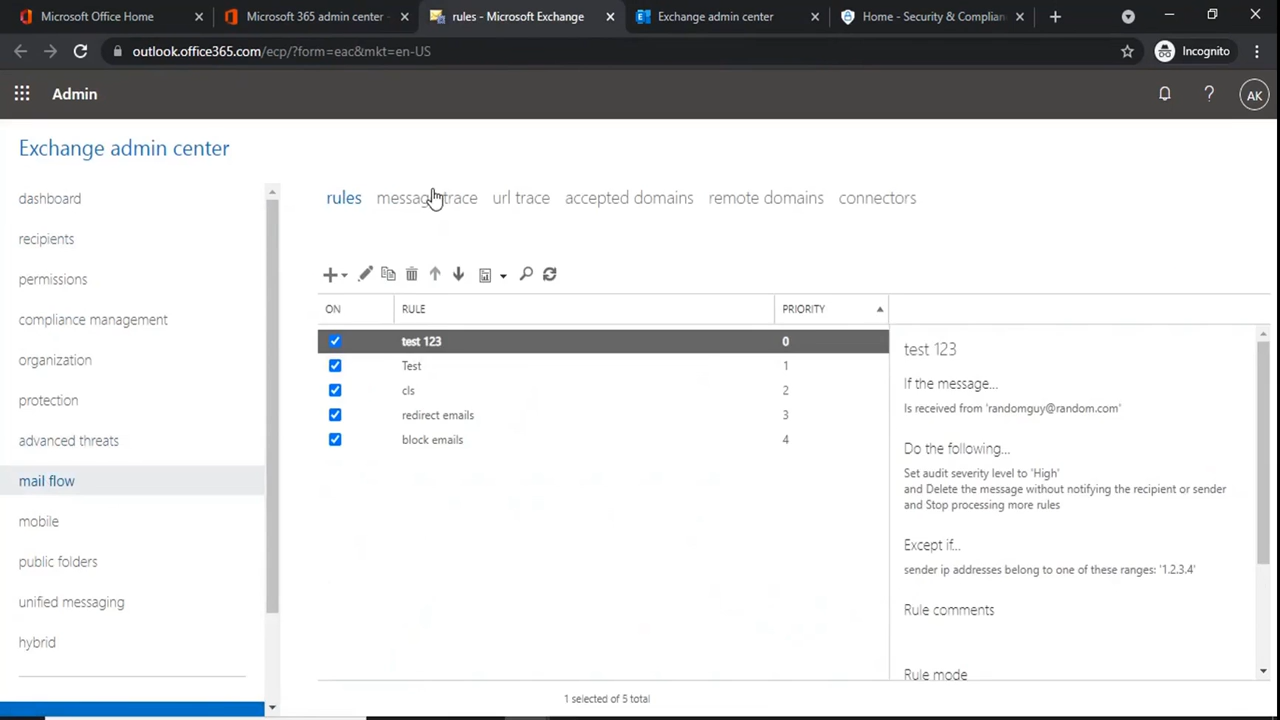 Microsoft Office Home
Microsoft 365 admin center -
rules - Microsoft Exchange
Exchange admin center
Home - Security & Complian
outlook.office365.com/ecp/?form=eac&mkt=en-US
Incognito
Admin
?
AK
Exchange admin center
dashboard
recipients
permissions
compliance management
organization
protection
advanced threats
mail flow
mobile
public folders
unified messaging
hybrid
rules message trace url trace accepted domains remote domains connectors
ON RULE PRIORITY
test 123 0
Test 1
cls 2
redirect emails 3
block emails 4
1 selected of 5 total
test 123
If the message...
Is received from 'randomguy@random.com'
Do the following...
Set audit severity level to 'High'
and Delete the message without notifying the recipient or sender
and Stop processing more rules
Except if...
sender ip addresses belong to one of these ranges: '1.2.3.4'
Rule comments
Rule mode